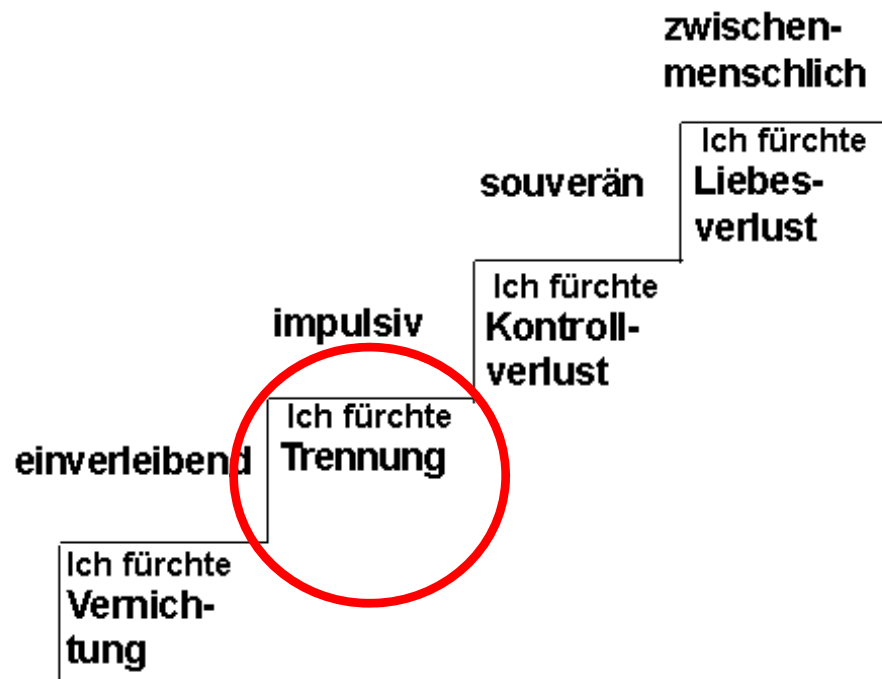 zwischen-
menschlich
Ich fürchte
Liebes-
verlust
souverän
Ich fürchte
Kontroll-
verlust
impulsiv
Ich fürchte
Trennung
einverleibend
Ich fürchte
Vernich-
tung